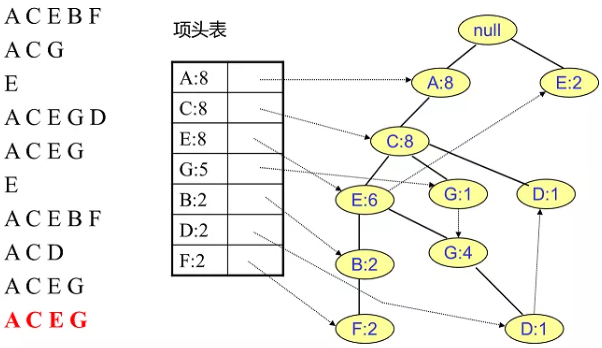 A C E B F
A C G
E
A C E G D
A C E G
E
A C E B F
A C D
A C E G
A C E G
项头表
A:8
C:8
E:8
G:5
B:2
D:2
F:2
null
A:8
E:2
C:8
E:6
G:1
D:1
G:4
B:2
F:2
D:1